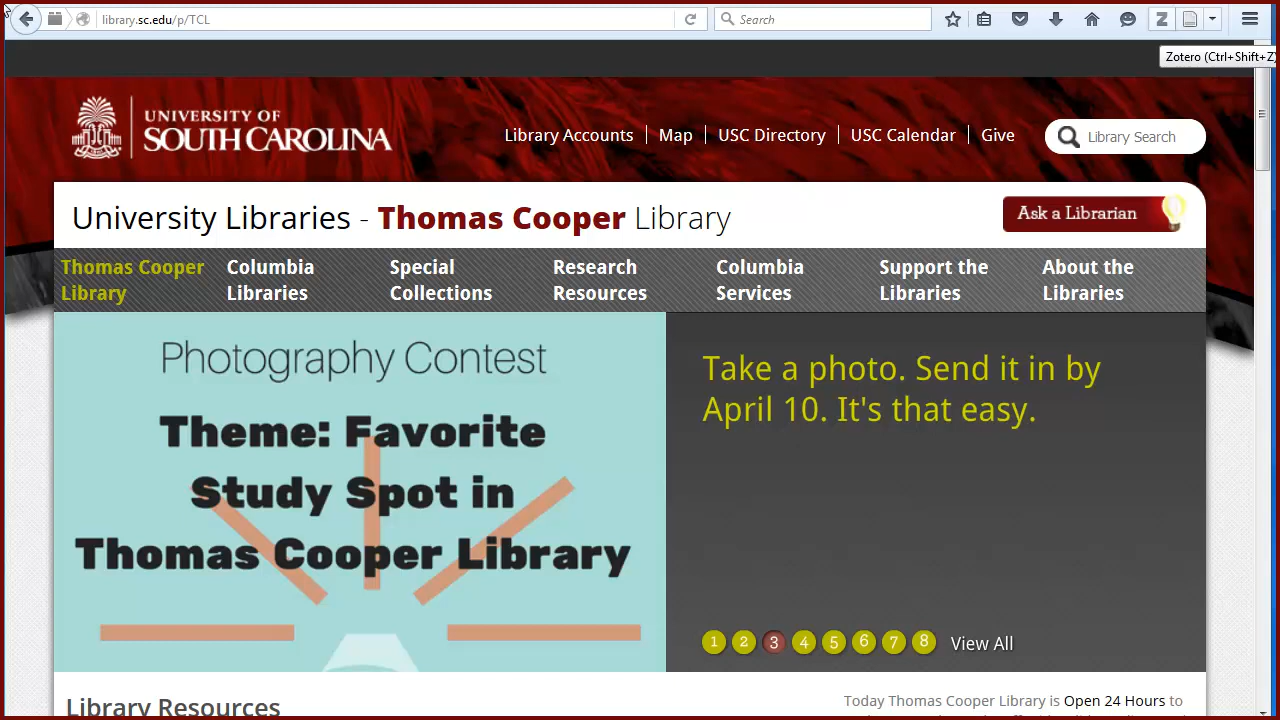 library.sc.edu/p/TCL
Search
Z
Zotero (Ctrl+Shift+Z
UNIVERSITY OF
SOUTH CAROLINA
Library Accounts
Map
USC Directory
USC Calendar
Give
Library Search
University Libraries - Thomas Cooper Library
Ask a Librarian
Thomas Cooper
Library
Columbia
Libraries
Special
Collections
Research
Resources
Columbia
Services
Support the
Libraries
About the
Libraries
Photography Contest
Theme: Favorite
Study Spot in
Thomas Cooper Library
Take a photo. Send it in by
April 10. It's that easy.
1 2 3 4 5 6 7 8 View All
Library Resources
Today Thomas Cooper Library is Open 24 Hours to